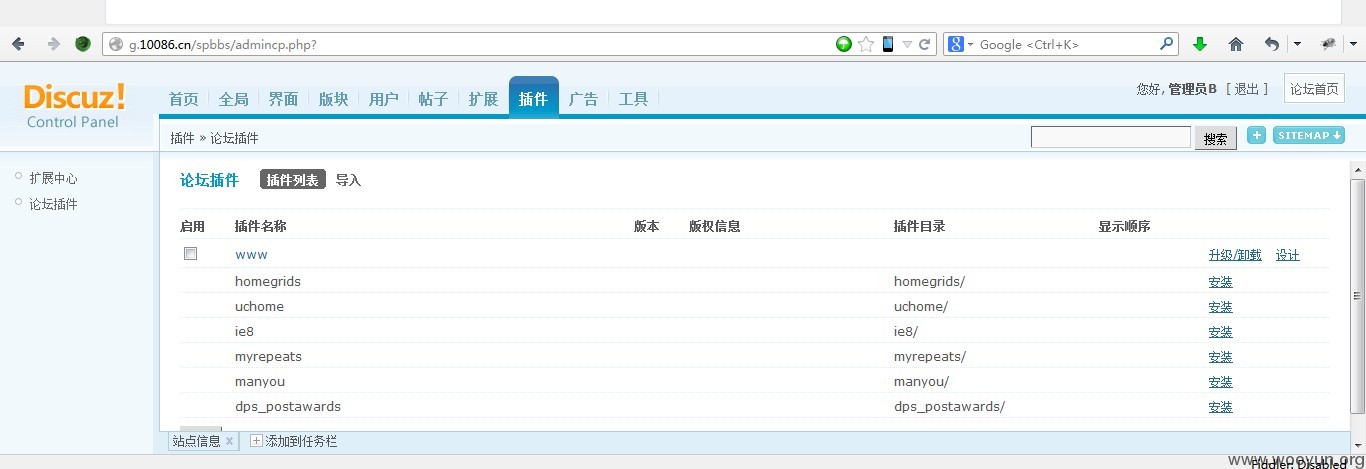 g.10086.cn/spbbs/admincp.php?
Google <Ctrl+K>
Discuz!
Control Panel
首页 全局 界面 版块 用户 帖子 扩展 插件 广告 工具
您好, 管理员B [ 退出 ] 论坛首页
插件 » 论坛插件
搜索
SITEMAP
扩展中心
论坛插件
论坛插件 插件列表 导入
启用 插件名称 版本 版权信息 插件目录 显示顺序
www 升级/卸载 设计
homegrids homegrids/ 安装
uchome uchome/ 安装
ie8 ie8/ 安装
myrepeats myrepeats/ 安装
manyou manyou/ 安装
dps_postawards dps_postawards/ 安装
站点信息 × 添加到任务栏
www.wooyun.org
Fiddler: Disabled